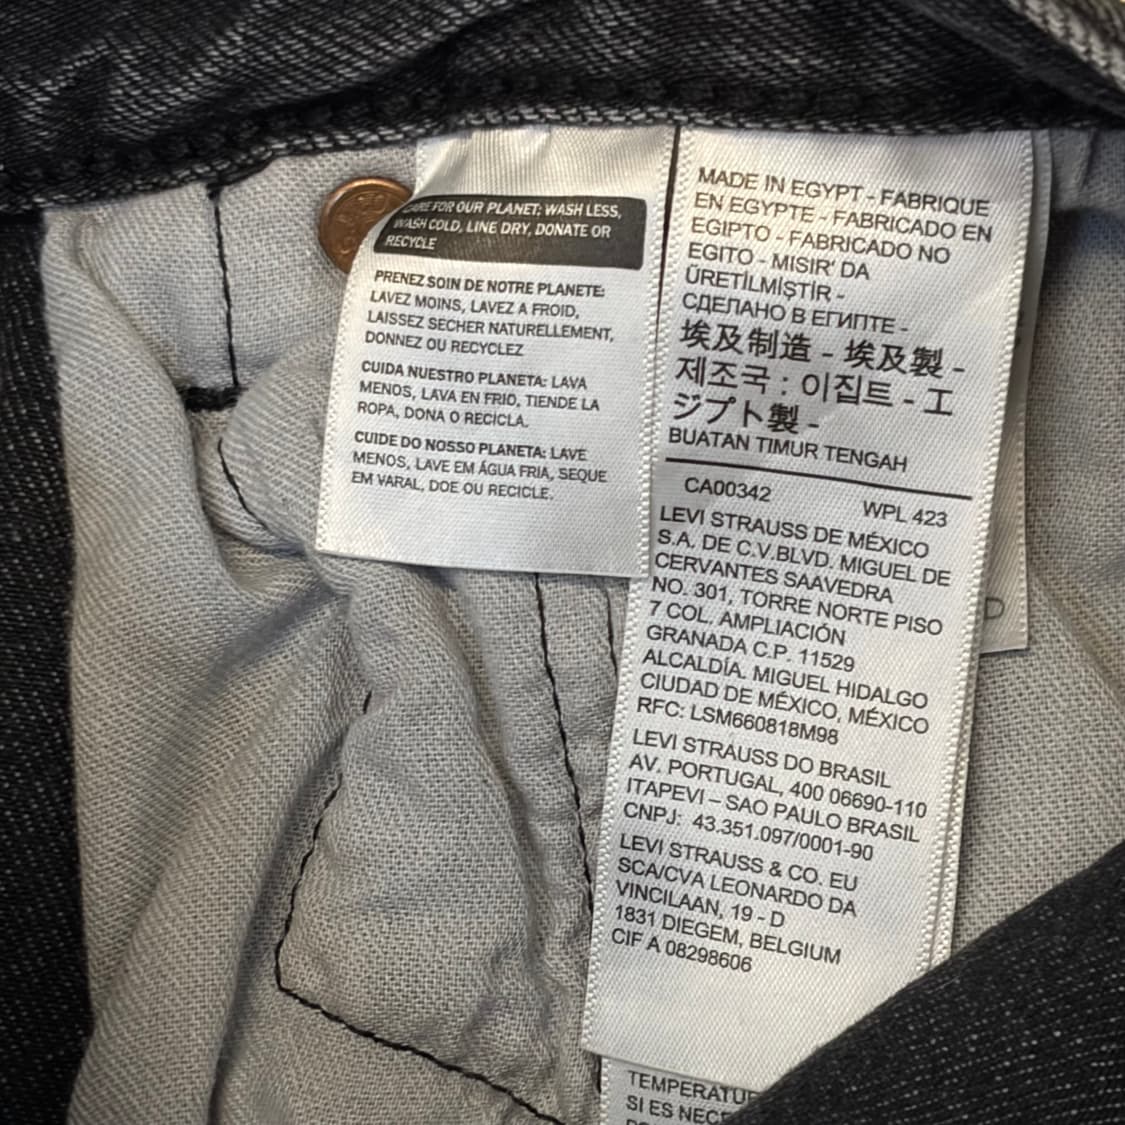 CARE FOR OUR PLANET: WASH LESS,
WASH COLD, LINE DRY, DONATE OR
RECYCLE
PRENEZ SOIN DE NOTRE PLANETE:
LAVEZ MOINS, LAVEZ A FROID,
LAISSEZ SECHER NATURELLEMENT,
DONNEZ OU RECYCLEZ
CUIDA NUESTRO PLANETA: LAVA
MENOS, LAVA EN FRIO, TIENDE LA
ROPA, DONA O RECICLA.
CUIDE DO NOSSO PLANETA: LAVE
MENOS, LAVE EM ÁGUA FRIA, SEQUE
EM VARAL, DOE OU RECICLE.
MADE IN EGYPT - FABRIQUE
EN EGYPTE - FABRICADO EN
EGIPTO - FABRICADO NO
EGITO - MISIR' DA
ÜRETİLMİŞTİR -
СДЕЛАНО В ЕГИПТЕ -
埃及制造 - 埃及製 -
제조국 : 이집트 - エ
ジプト製 -
BUATAN TIMUR TENGAH
CA00342 WPL 423
LEVI STRAUSS DE MÉXICO
S.A. DE C.V.BLVD. MIGUEL DE
CERVANTES SAAVEDRA
NO. 301, TORRE NORTE PISO
7 COL. AMPLIACIÓN
GRANADA C.P. 11529
ALCALDÍA. MIGUEL HIDALGO
CIUDAD DE MÉXICO, MÉXICO
RFC: LSM660818M98
LEVI STRAUSS DO BRASIL
AV. PORTUGAL, 400 06690-110
ITAPEVI – SAO PAULO BRASIL
CNPJ: 43.351.097/0001-90
LEVI STRAUSS & CO. EU
SCA/CVA LEONARDO DA
VINCILAAN, 19 - D
1831 DIEGEM, BELGIUM
CIF A 08298606
D
SI ES